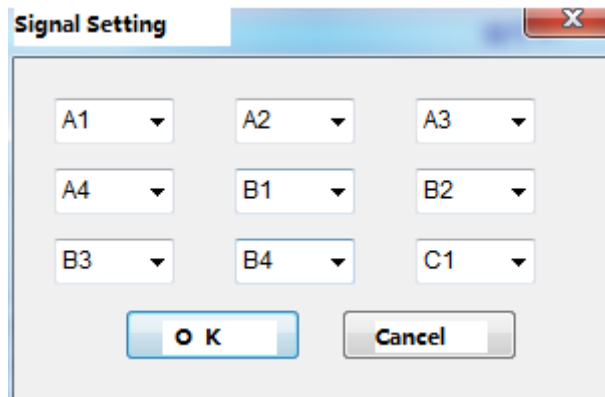 Signal Setting
A1 A2 A3
A4 B1 B2
B3 B4 C1
O K Cancel